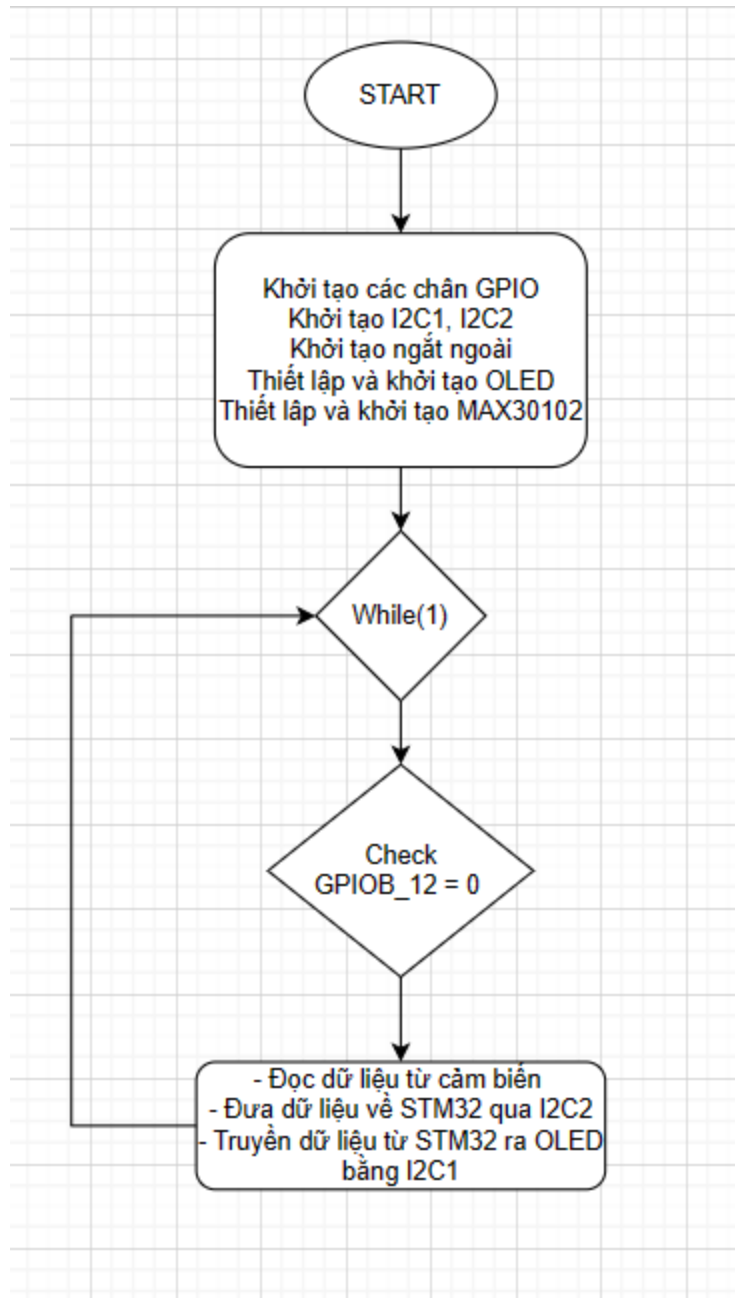 START
Khởi tạo các chân GPIO
Khởi tạo I2C1, I2C2
Khởi tạo ngắt ngoài
Thiết lập và khởi tạo OLED
Thiết lâp và khởi tạo MAX30102
While(1)
Check
GPIOB_12 = 0
- Đọc dữ liệu từ cảm biến
- Đưa dữ liệu về STM32 qua I2C2
- Truyền dữ liệu từ STM32 ra OLED
bằng I2C1